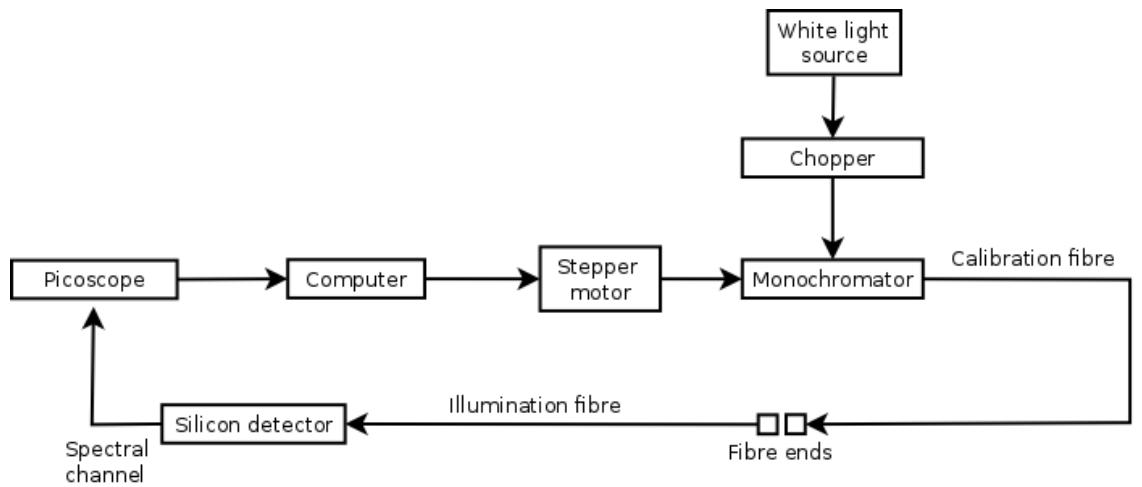 White light
source
Chopper
Calibration fibre
Picoscope
Computer
Stepper
motor
Monochromator
Illumination fibre
Silicon detector
Spectral
channel
Fibre ends